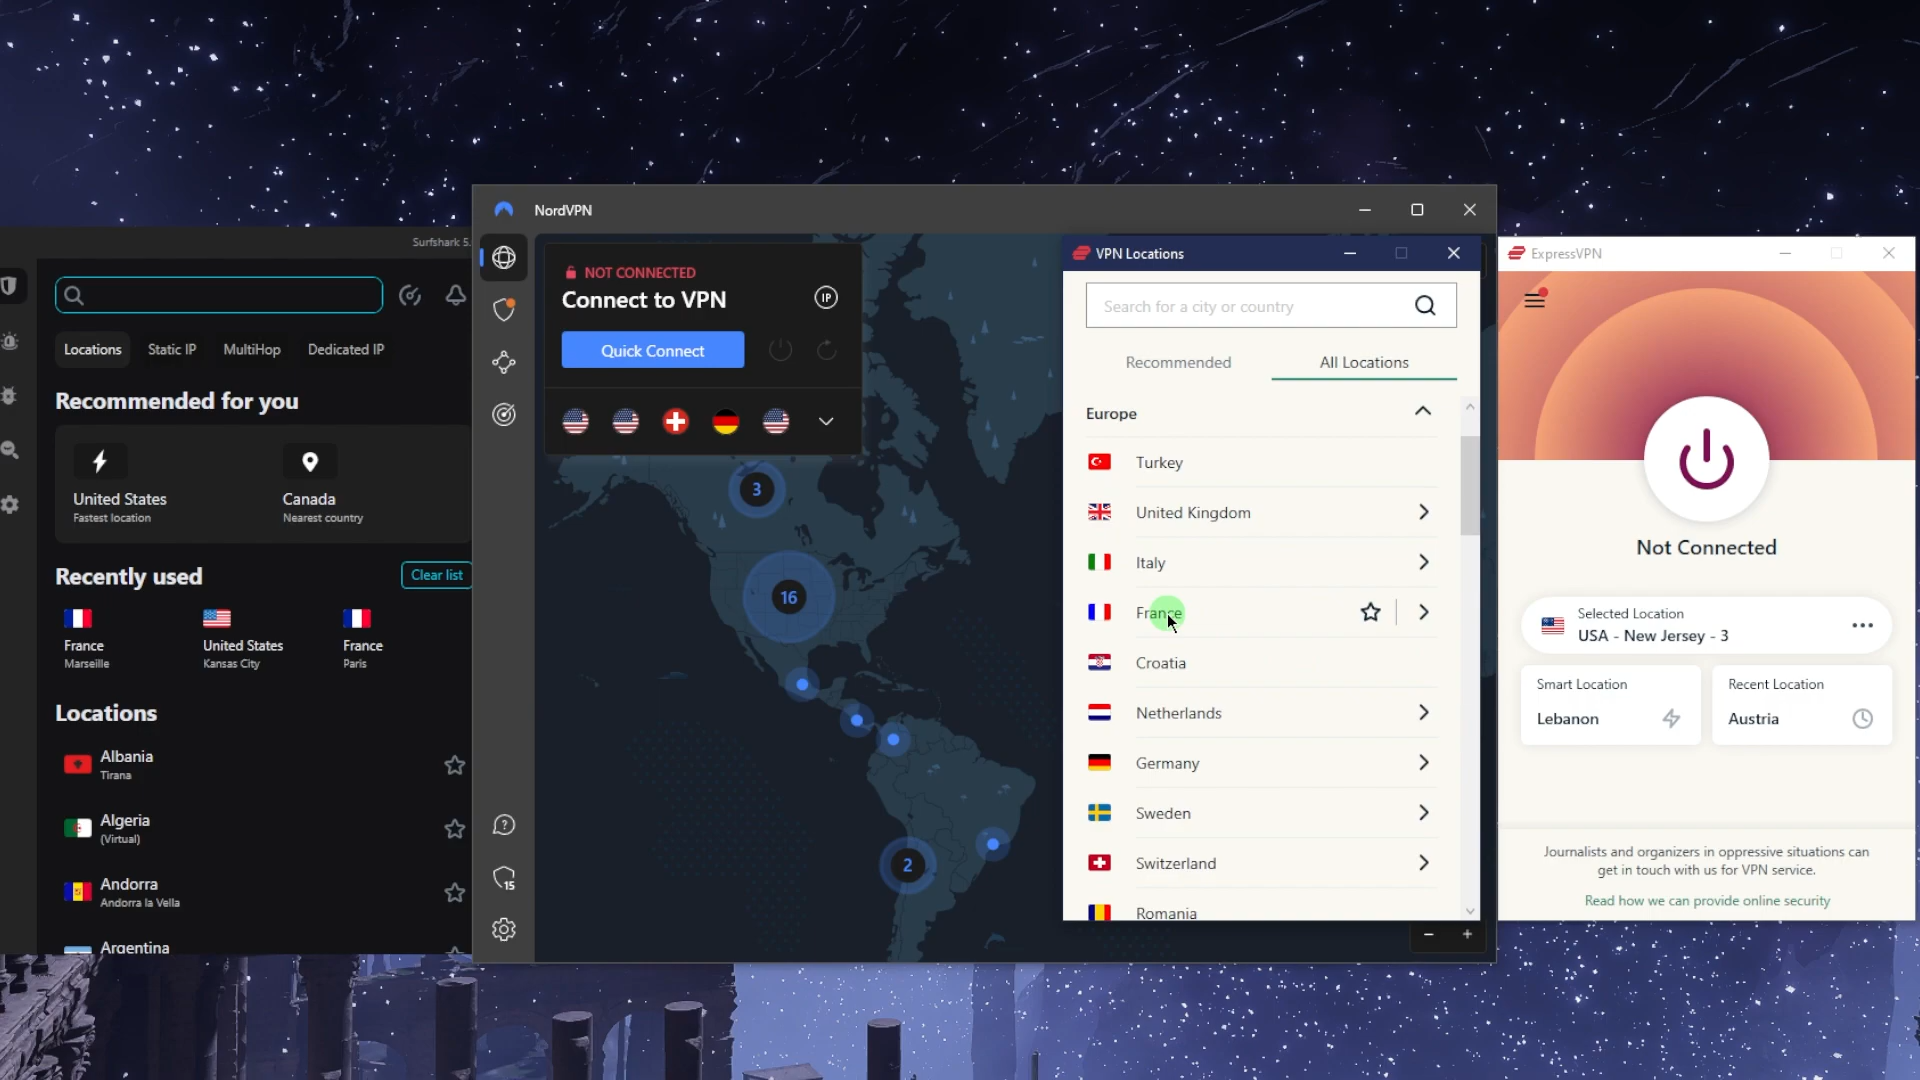 Surfshark 5.
Locations
Static IP
MultiHop
Dedicated IP
Recommended for you
United States
Fastest location
Canada
Nearest country
Recently used
Clear list
France
Marseille
United States
Kansas City
France
Paris
Locations
Albania
Tirana
Algeria
(Virtual)
Andorra
Andorra la Vella
Argentina
NordVPN
NOT CONNECTED
Connect to VPN
IP
Quick Connect
3
16
2
15
VPN Locations
Search for a city or country
Recommended
All Locations
Europe
Turkey
United Kingdom
Italy
France
Croatia
Netherlands
Germany
Sweden
Switzerland
Romania
ExpressVPN
Not Connected
Selected Location
USA - New Jersey - 3
Smart Location
Lebanon
Recent Location
Austria
Journalists and organizers in oppressive situations can
get in touch with us for VPN service.
Read how we can provide online security